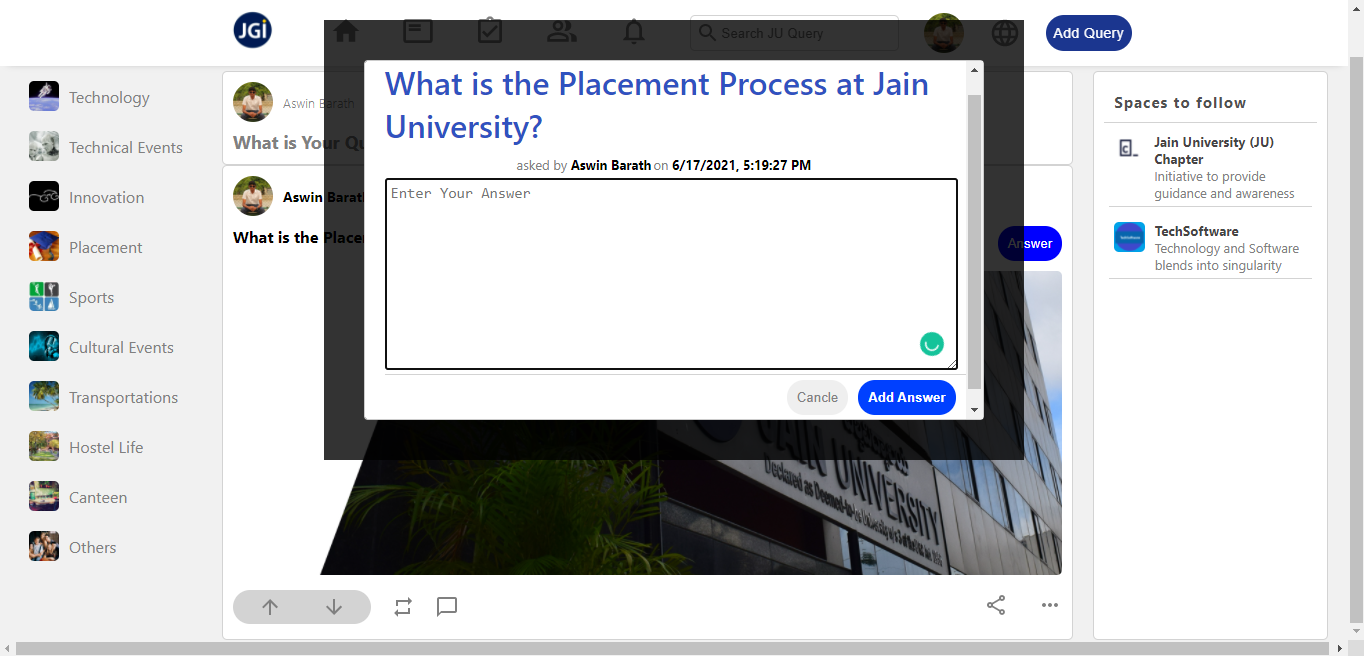 JGi
Search JU Query
Add Query
Technology
Technical Events
Innovation
Placement
Sports
Cultural Events
Transportations
Hostel Life
Canteen
Others
Aswin Barath
What is Your Qu
Aswin Barat
What is the Place
Answer
What is the Placement Process at Jain
University?
asked by Aswin Barath on 6/17/2021, 5:19:27 PM
Enter Your Answer
Cancle
Add Answer
JAIN UNIVERSITY
Declared as Deemed-to-be University
Spaces to follow
Jain University (JU)
Chapter
Initiative to provide
guidance and awareness
TechSoftware
Technology and Software
blends into singularity